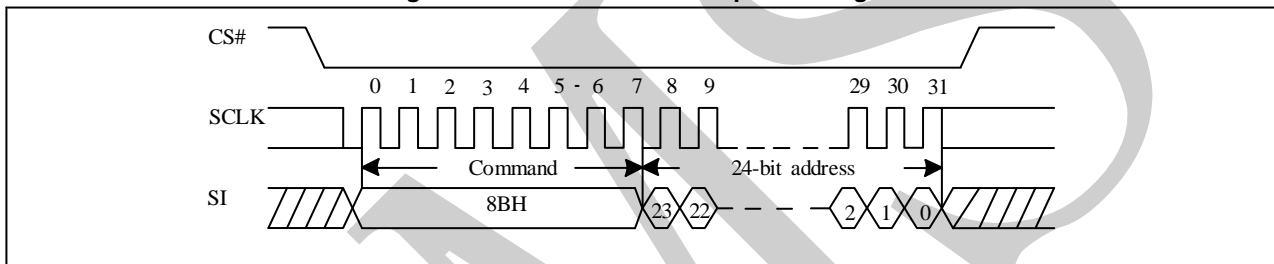 CS#
0 1 2 3 4 5 - 6 7 8 9 29 30 31
SCLK
Command 24-bit address
SI 8BH 23 22 2 1 0